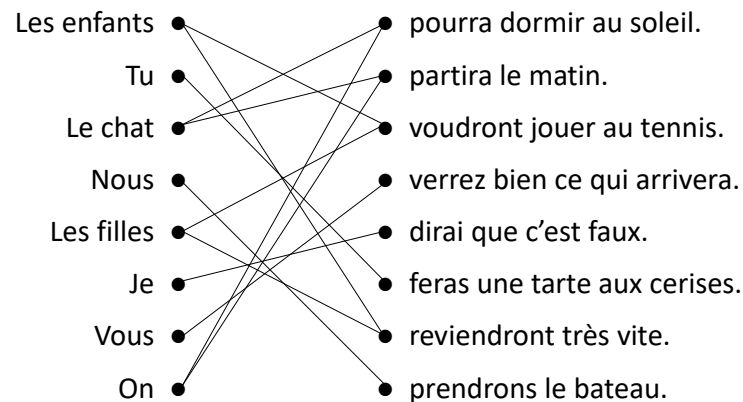 Les enfants pourra dormir au soleil.
Tu partira le matin.
Le chat voudront jouer au tennis.
Nous verrez bien ce qui arrivera.
Les filles dirai que c’est faux.
Je feras une tarte aux cerises.
Vous reviendront très vite.
On prendrons le bateau.